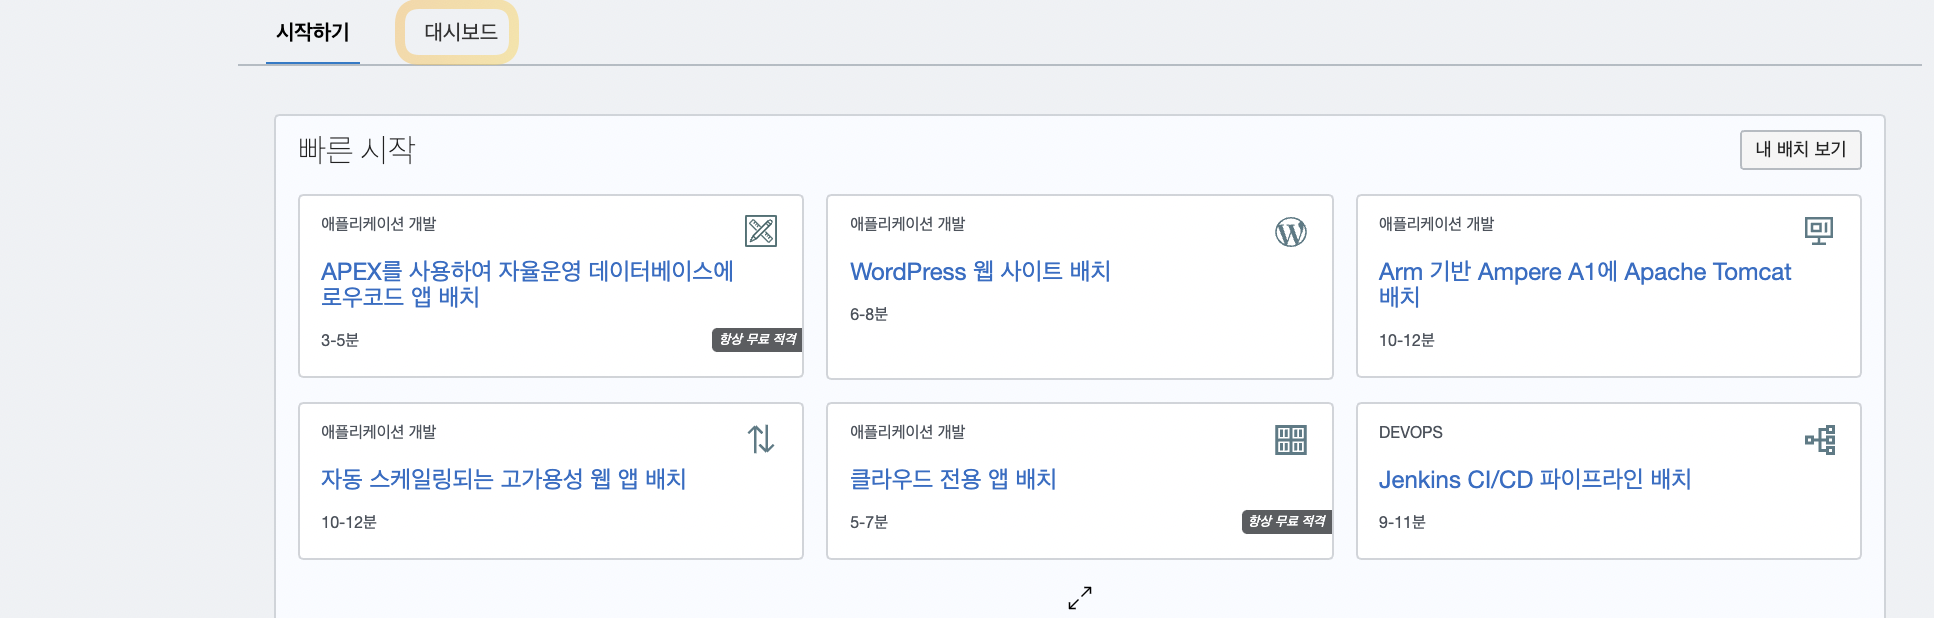 시작하기
대시보드
빠른 시작
내 배치 보기
애플리케이션 개발
APEX를 사용하여 자율운영 데이터베이스에
로우코드 앱 배치
3-5분
항상 무료 적격
애플리케이션 개발
WordPress 웹 사이트 배치
6-8분
애플리케이션 개발
Arm 기반 Ampere A1에 Apache Tomcat
배치
10-12분
애플리케이션 개발
자동 스케일링되는 고가용성 웹 앱 배치
10-12분
애플리케이션 개발
클라우드 전용 앱 배치
5-7분
항상 무료 적격
DEVOPS
Jenkins CI/CD 파이프라인 배치
9-11분